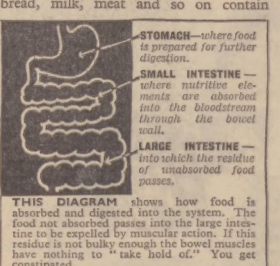 bread, milk, meat and so on contain
STOMACH—where food
is prepared for further
digestion.
SMALL INTESTINE —
where nutritive ele-
ments are absorbed
into the bloodstream
through the bowel
wall.
LARGE INTESTINE —
into which the residue
of unabsorbed food
passes.
THIS DIAGRAM shows how food is
absorbed and digested into the system. The
food not absorbed passes into the large intes-
tine to be expelled by muscular action. If this
residue is not bulky enough the bowel muscles
have nothing to "take hold of." You get
constipated.